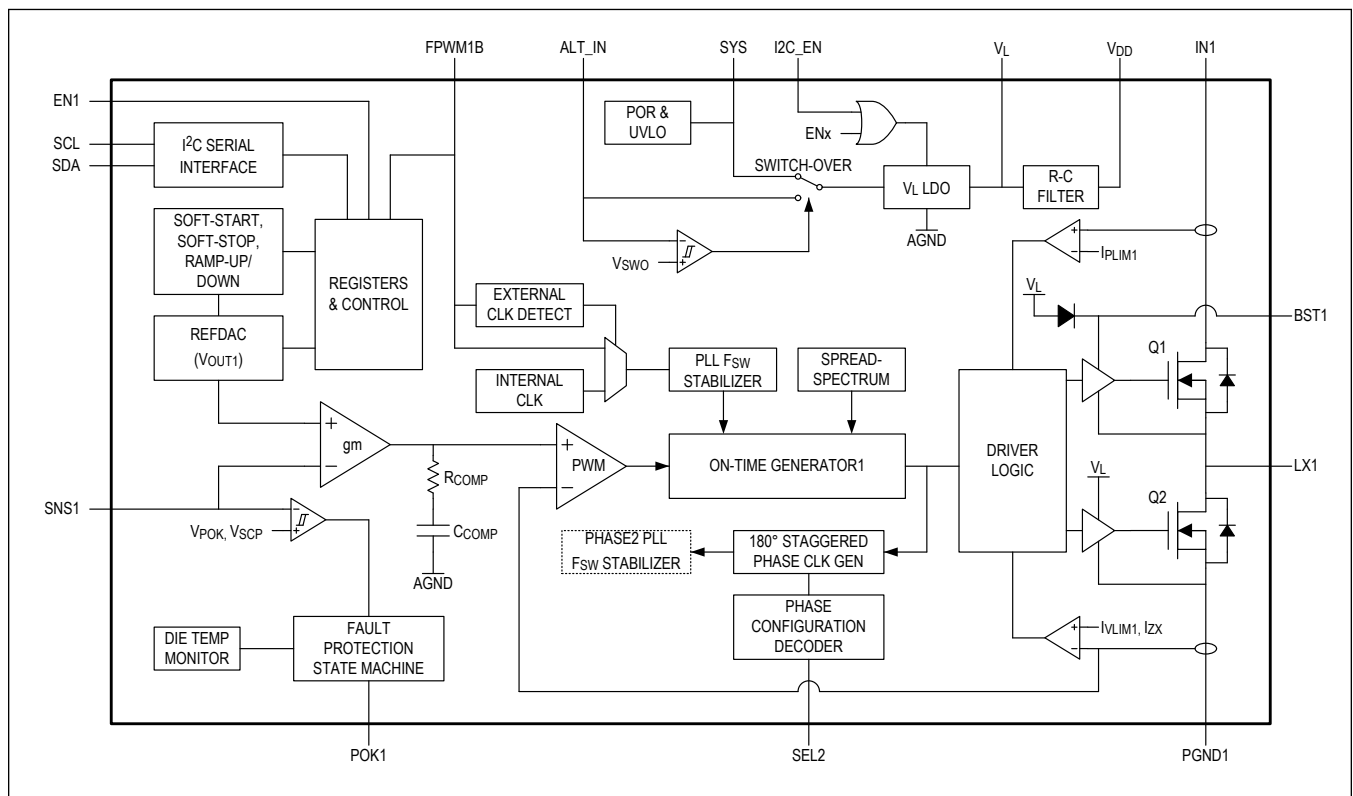 FPWM1B
ALT_IN
SYS
I2C_EN
VL
VDD
IN1
EN1
SCL
SDA
I2C SERIAL
INTERFACE
POR &
UVLO
ENx
SWITCH-OVER
VL LDO
R-C
FILTER
AGND
SOFT-START,
SOFT-STOP,
RAMP-UP/
DOWN
REGISTERS
& CONTROL
REFDAC
(VOUT1)
VSWO
+
−
IPLIM1
+
−
VL
BST1
Q1
EXTERNAL
CLK DETECT
INTERNAL
CLK
PLL FSW
STABILIZER
SPREAD-
SPECTRUM
DRIVER
LOGIC
+
−
gm
+
−
PWM
ON-TIME GENERATOR1
RCOMP
CCOMP
AGND
LX1
VL
Q2
SNS1
VPOK, VSCP
−
+
PHASE2 PLL
FSW STABILIZER
180° STAGGERED
PHASE CLK GEN
PHASE
CONFIGURATION
DECODER
IVLIM1, IZX
+
−
DIE TEMP
MONITOR
FAULT
PROTECTION
STATE MACHINE
POK1
SEL2
PGND1